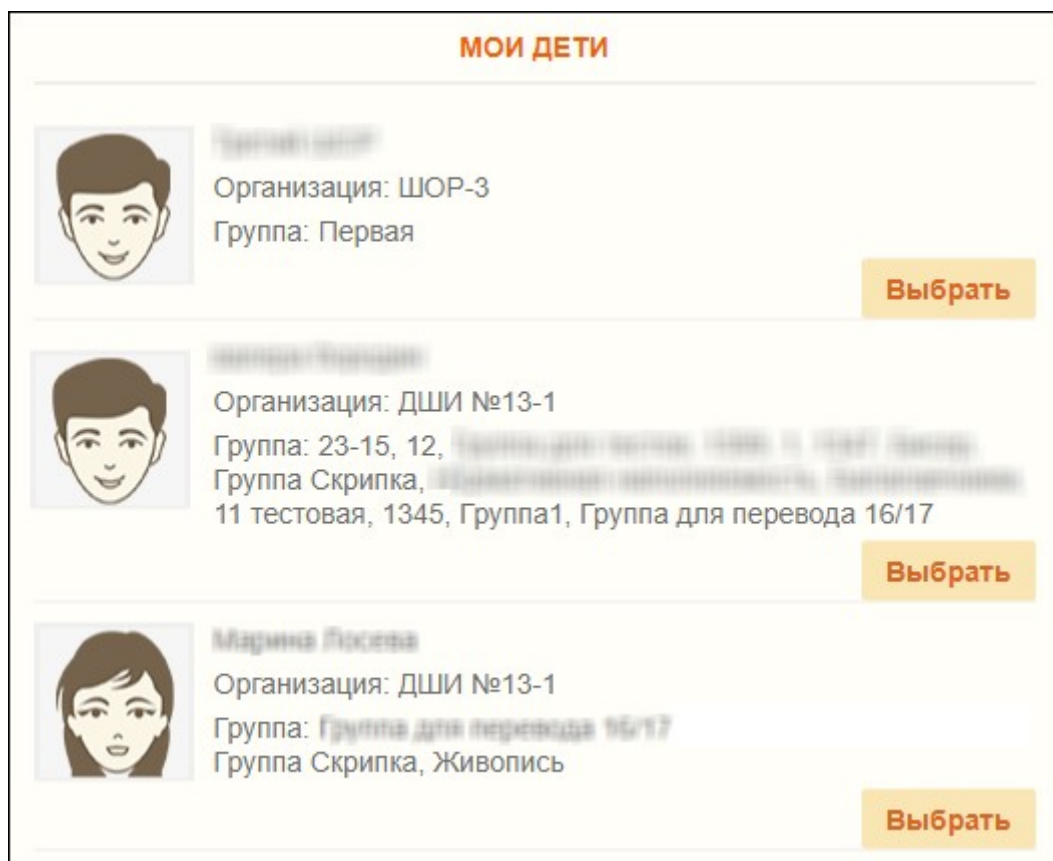 МОИ ДЕТИ
Организация: ШОР-3
Группа: Первая
Выбрать
Организация: ДШИ №13-1
Группа: 23-15, 12,
Группа Скрипка,
11 тестовая, 1345, Группа1, Группа для перевода 16/17
Выбрать
Организация: ДШИ №13-1
Группа:
Группа Скрипка, Живопись
Выбрать